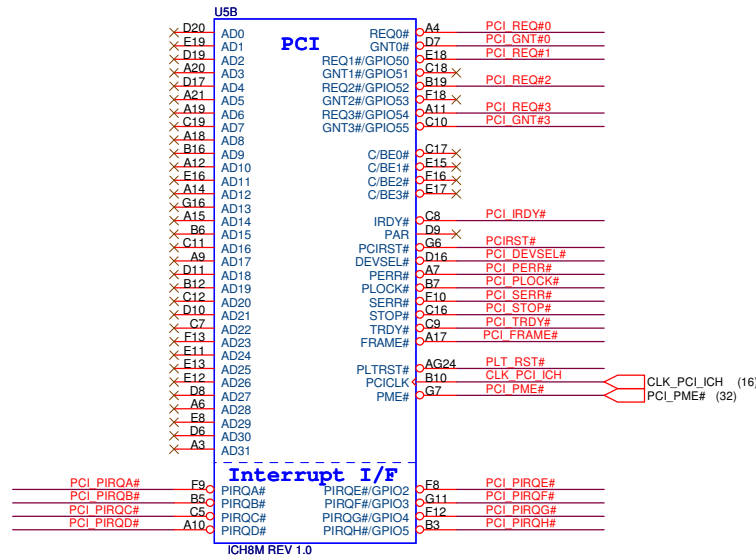 U5B
PCI
D20 AD0 REQ0# A4 PCI_REQ#0
E19 AD1 GNT0# D7 PCI_GNT#0
D19 AD2 REQ1#/GPIO50 E18 PCI_REQ#1
A20 AD3 GNT1#/GPIO51 C18
D17 AD4 REQ2#/GPIO52 B19 PCI_REQ#2
A21 AD5 GNT2#/GPIO53 F18
A19 AD6 REQ3#/GPIO54 A11 PCI_REQ#3
C19 AD7 GNT3#/GPIO55 C10 PCI_GNT#3
A18 AD8
B16 AD9 C/BE0# C17
A12 AD10 C/BE1# E15
E16 AD11 C/BE2# F16
A14 AD12 C/BE3# E17
G16 AD13
A15 AD14 IRDY# C8 PCI_IRDY#
B6 AD15 PAR D9
C11 AD16 PCIRST# G6 PCIRST#
A9 AD17 DEVSEL# D16 PCI_DEVSEL#
D11 AD18 PERR# A7 PCI_PERR#
B12 AD19 PLOCK# B7 PCI_PLOCK#
C12 AD20 SERR# F10 PCI_SERR#
D10 AD21 STOP# C16 PCI_STOP#
C7 AD22 TRDY# C9 PCI_TRDY#
F13 AD23 FRAME# A17 PCI_FRAME#
E11 AD24
E13 AD25 PLTRST# AG24 PLT_RST#
E12 AD26 PCICLK B10 CLK_PCI_ICH CLK_PCI_ICH (16)
D8 AD27 PME# G7 PCI_PME# PCI_PME# (32)
A6 AD28
E8 AD29
D6 AD30
A3 AD31
Interrupt I/F
PCI_PIRQA# F9 PIRQA# PIRQE#/GPIO2 F8 PCI_PIRQE#
PCI_PIRQB# B5 PIRQB# PIRQF#/GPIO3 G11 PCI_PIRQF#
PCI_PIRQC# C5 PIRQC# PIRQG#/GPIO4 F12 PCI_PIRQG#
PCI_PIRQD# A10 PIRQD# PIRQH#/GPIO5 B3 PCI_PIRQH#
ICH8M REV 1.0